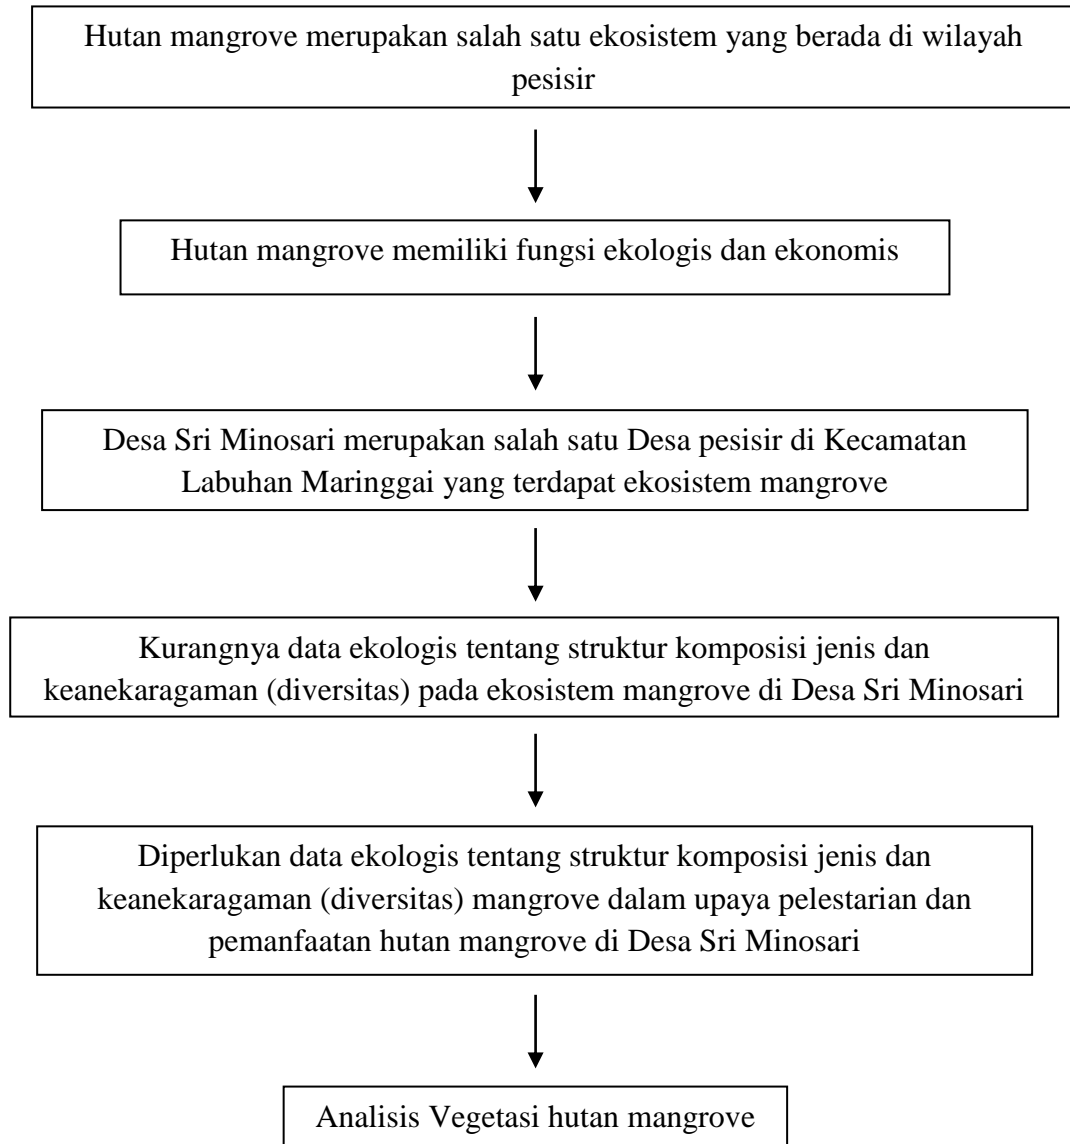 Hutan mangrove merupakan salah satu ekosistem yang berada di wilayah
pesisir
Hutan mangrove memiliki fungsi ekologis dan ekonomis
Desa Sri Minosari merupakan salah satu Desa pesisir di Kecamatan
Labuhan Maringgai yang terdapat ekosistem mangrove
Kurangnya data ekologis tentang struktur komposisi jenis dan
keanekaragaman (diversitas) pada ekosistem mangrove di Desa Sri Minosari
Diperlukan data ekologis tentang struktur komposisi jenis dan
keanekaragaman (diversitas) mangrove dalam upaya pelestarian dan
pemanfaatan hutan mangrove di Desa Sri Minosari
Analisis Vegetasi hutan mangrove